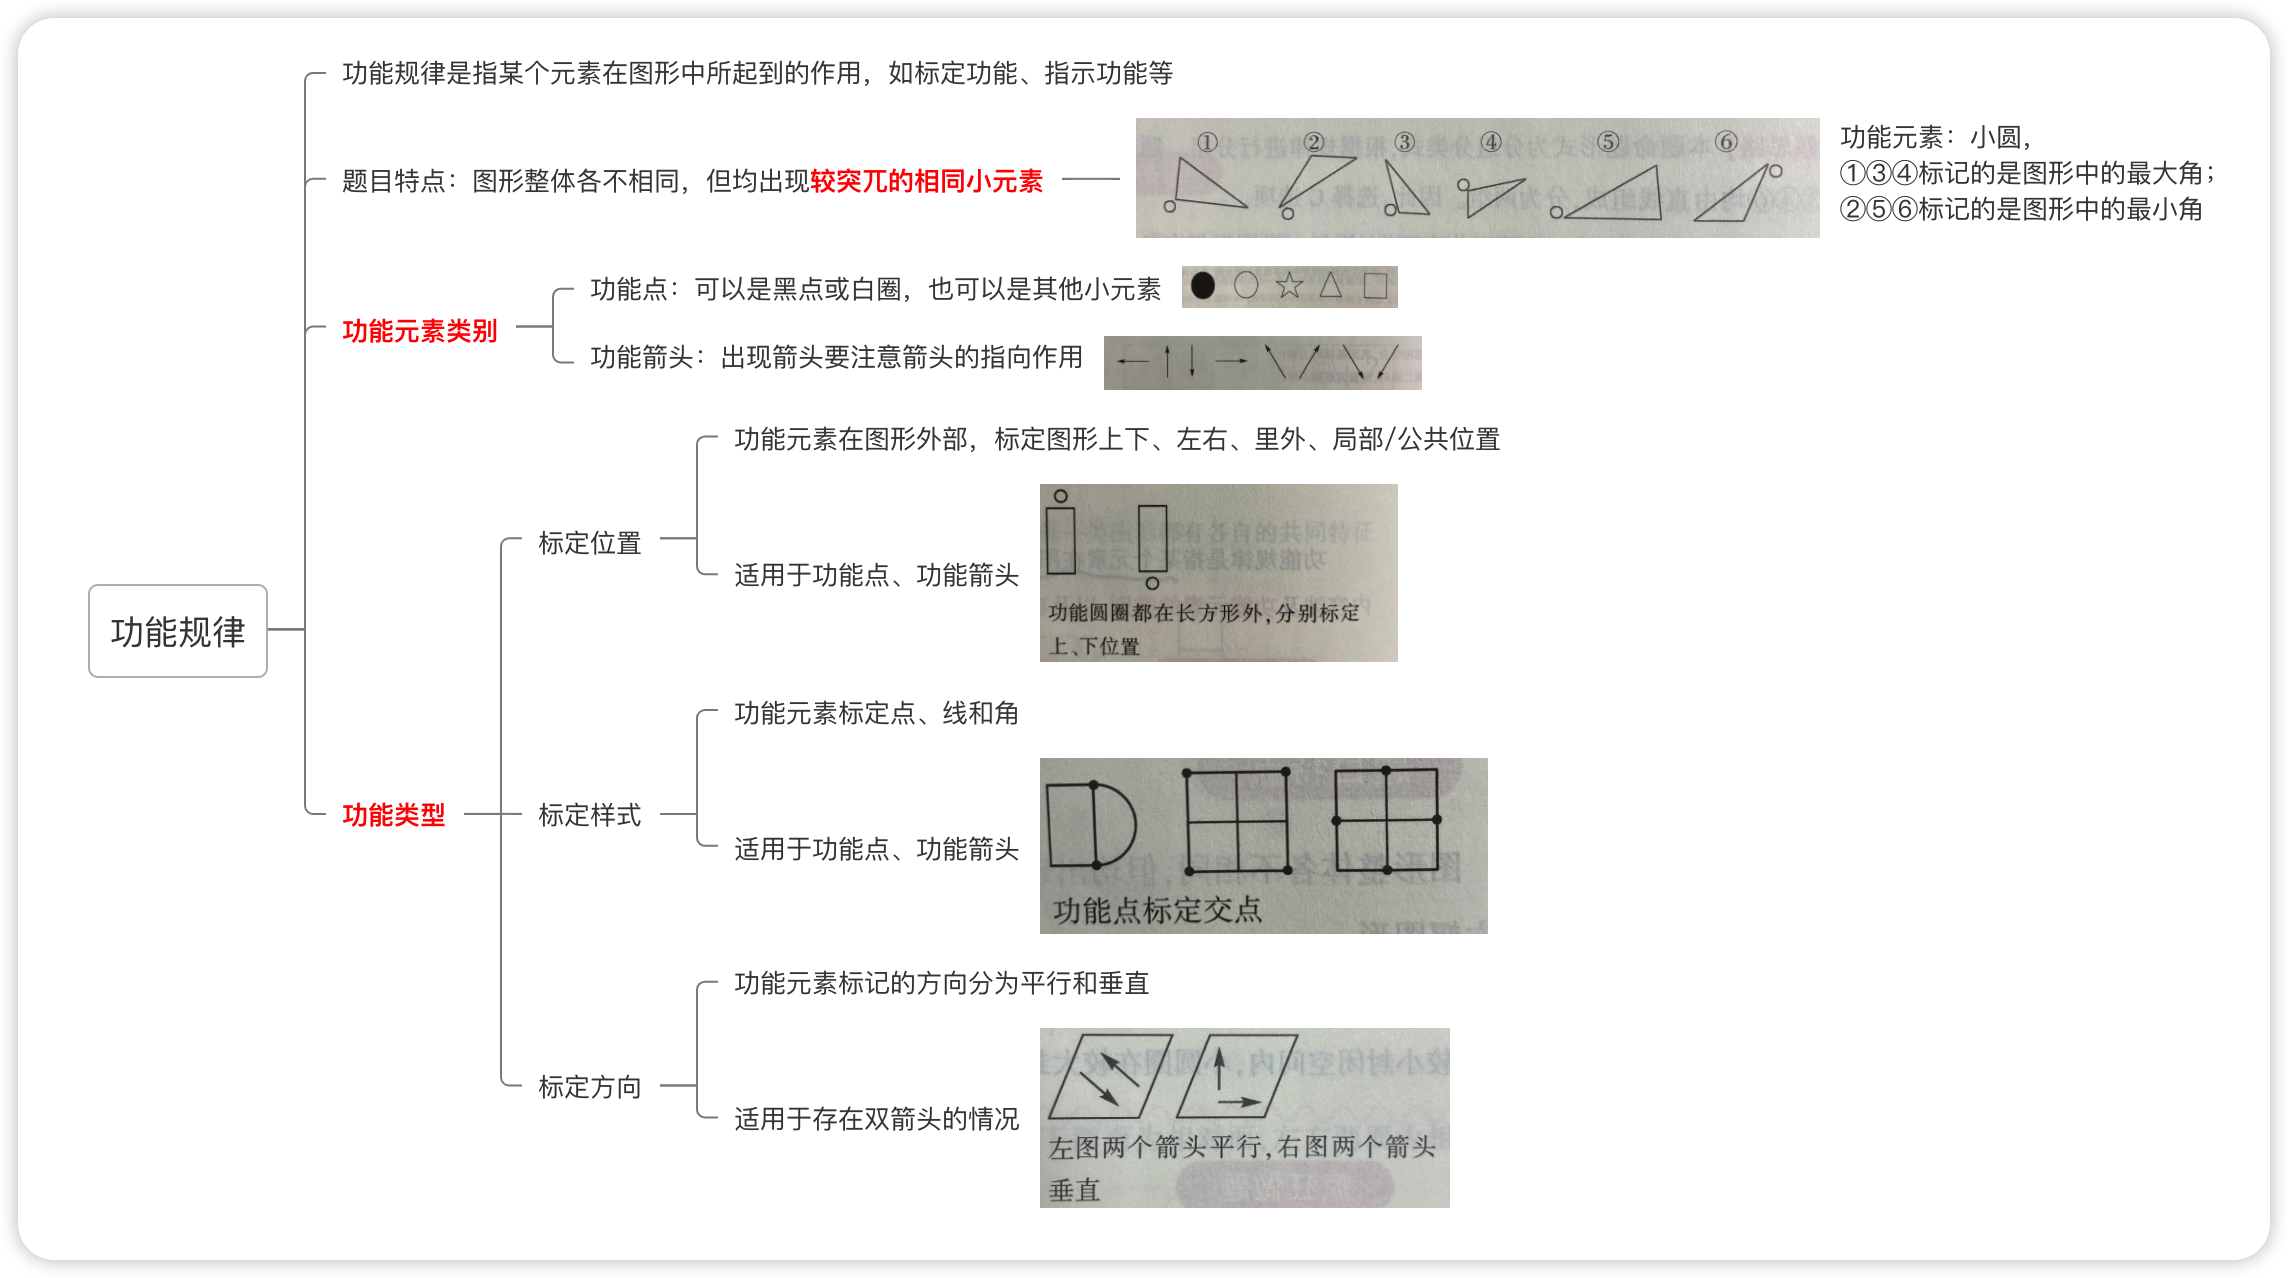 功能规律是指某个元素在图形中所起到的作用，如标定功能、指示功能等
① ② ③ ④ ⑤ ⑥
功能元素：小圆，
①③④标记的是图形中的最大角；
②⑤⑥标记的是图形中的最小角
题目特点：图形整体各不相同，但均出现较突兀的相同小元素
功能点：可以是黑点或白圈，也可以是其他小元素
功能元素类别
功能箭头：出现箭头要注意箭头的指向作用
功能元素在图形外部，标定图形上下、左右、里外、局部/公共位置
标定位置
适用于功能点、功能箭头
功能圆圈都在长方形外，分别标定
上、下位置
功能规律
功能元素标定点、线和角
功能类型
标定样式
适用于功能点、功能箭头
功能点标定交点
功能元素标记的方向分为平行和垂直
标定方向
适用于存在双箭头的情况
左图两个箭头平行，右图两个箭头
垂直